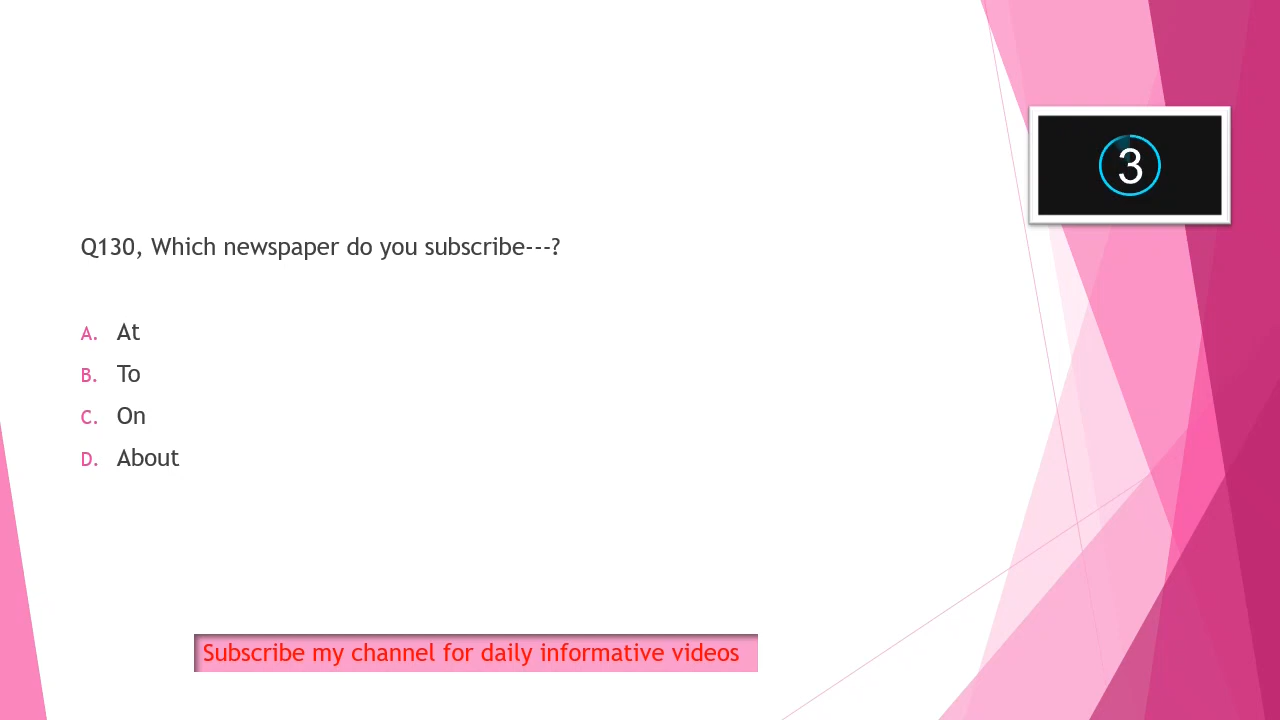 3
Q130, Which newspaper do you subscribe---?
A. At
B. To
C. On
D. About
Subscribe my channel for daily informative videos